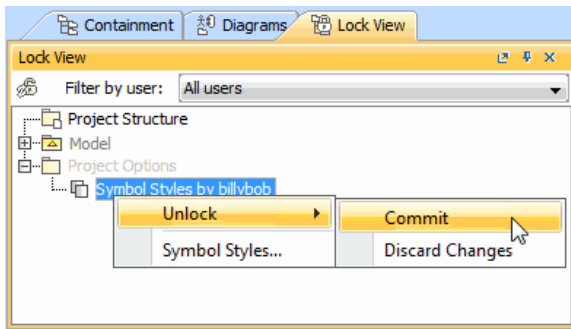 Containment Diagrams Lock View
Lock View
Filter by user: All users
Project Structure
Model
Project Options
Symbol Styles by billybob
Unlock Commit
Symbol Styles... Discard Changes